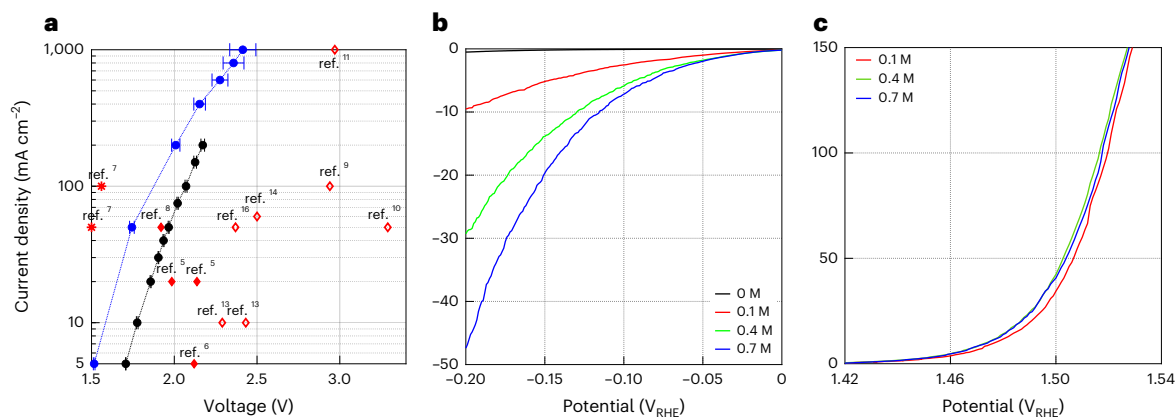 a
b
c
1,000
100
10
5
Current density (mA cm⁻²)
ref. ¹¹
ref. ⁷
ref. ⁹
ref. ¹⁴
ref. ⁷
ref. ⁸
ref. ¹⁶
ref. ¹⁰
ref. ⁵
ref. ⁵
ref. ¹³
ref. ¹³
ref. ⁶
1.5
2.0
2.5
3.0
Voltage (V)
0
−10
−20
−30
−40
−50
0 M
0.1 M
0.4 M
0.7 M
−0.20
−0.15
−0.10
−0.05
0
Potential (V_RHE)
150
100
50
0
0.1 M
0.4 M
0.7 M
1.42
1.46
1.50
1.54
Potential (V_RHE)